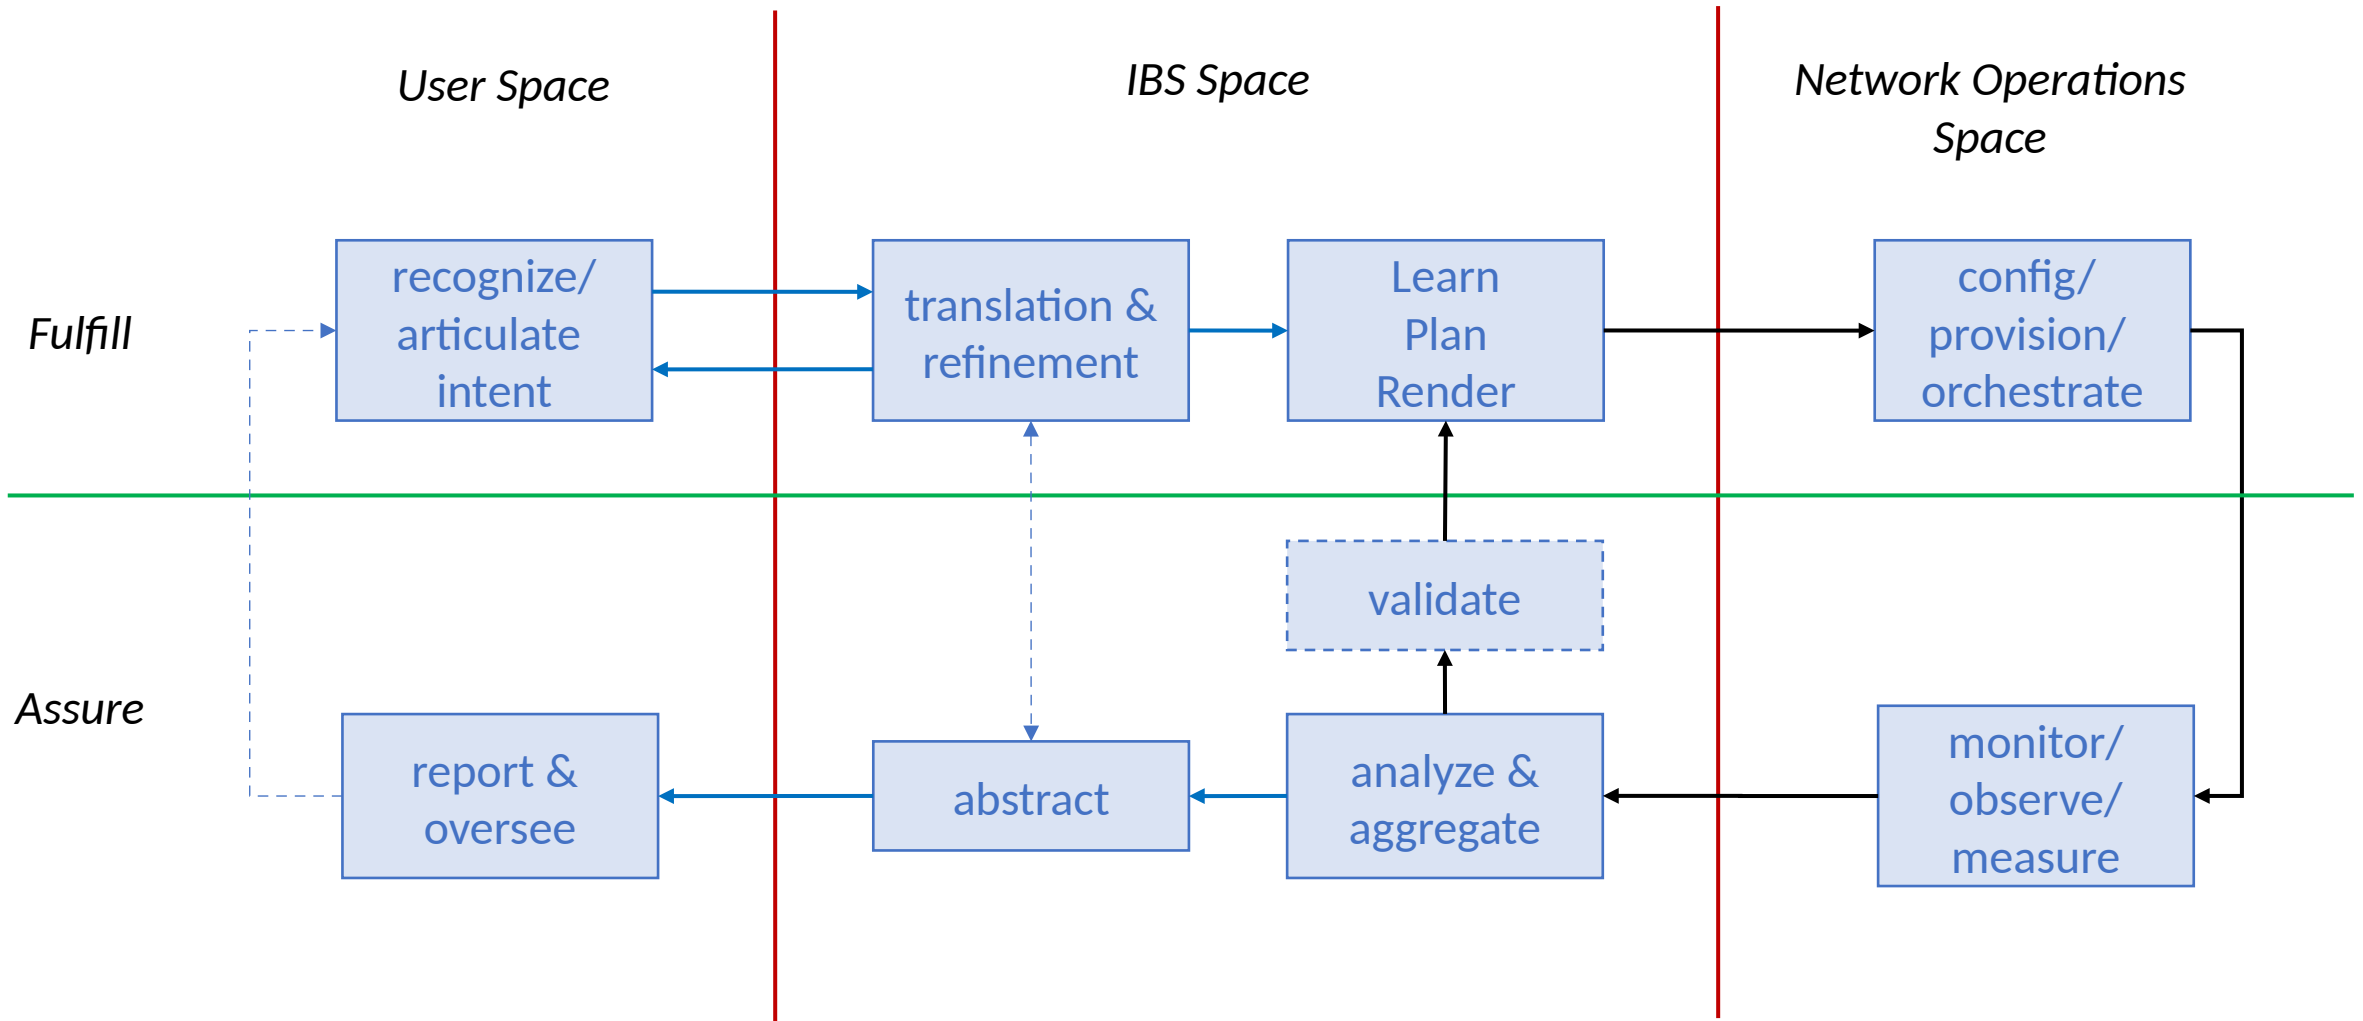 User Space
IBS Space
Network Operations
Space
Fulfill
recognize/
articulate
intent
translation &
refinement
Learn
Plan
Render
config/
provision/
orchestrate
validate
Assure
report &
oversee
abstract
analyze &
aggregate
monitor/
observe/
measure